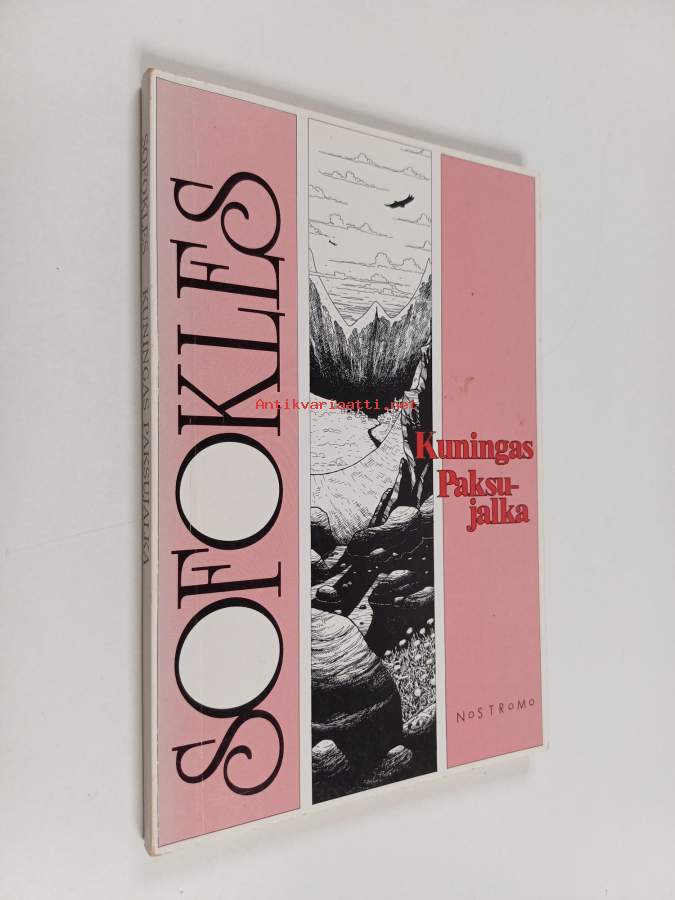 SOFOKLES KUNINGAS PAKSUJALKA
SOFOKLES
Antikvariaatti.net
Kuningas
Paksu-
jalka
NOSTROMO